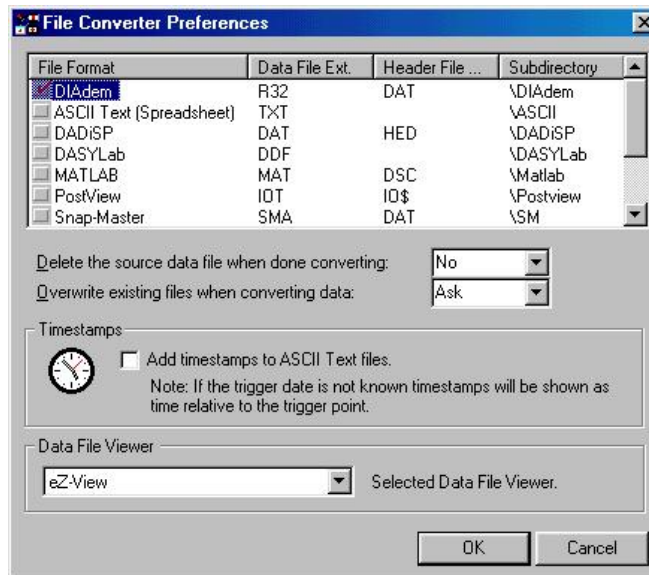 File Converter Preferences
File Format Data File Ext. Header File ... Subdirectory
DIAdem R32 DAT \DIAdem
ASCII Text (Spreadsheet) TXT \ASCII
DADiSP DAT HED \DADiSP
DASYLab DDF \DASYLab
MATLAB MAT DSC \Matlab
PostView IOT IO$ \Postview
Snap-Master SMA DAT \SM
Delete the source data file when done converting: No
Overwrite existing files when converting data: Ask
Timestamps
Add timestamps to ASCII Text files.
Note: If the trigger date is not known timestamps will be shown as
time relative to the trigger point.
Data File Viewer
eZ-View Selected Data File Viewer.
OK Cancel